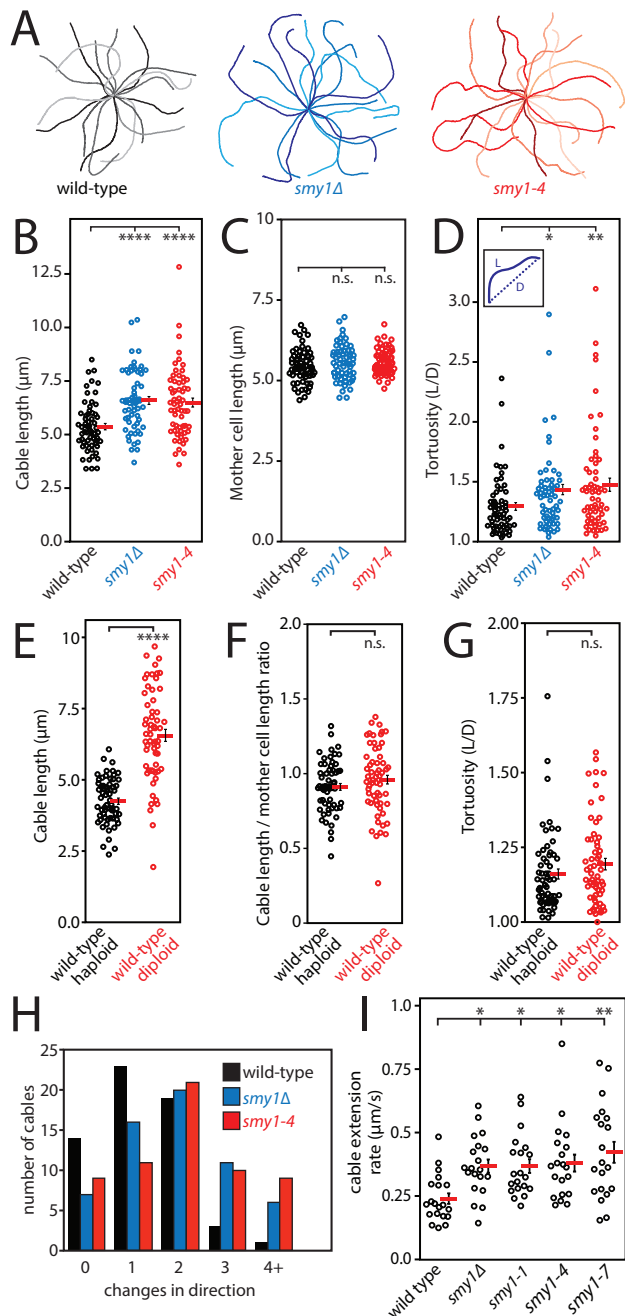 A
wild-type
smy1Δ
smy1-4
B
C
D
****
****
n.s.
n.s.
*
**
L
D
Cable length (µm)
12.5
10
7.5
5.0
2.5
0.0
Mother cell length (µm)
10
7.5
5.0
2.5
0
Tortuosity (L/D)
3.0
2.5
2.0
1.5
1.0
wild-type
smy1Δ
smy1-4
wild-type
smy1Δ
smy1-4
wild-type
smy1Δ
smy1-4
E
F
G
****
n.s.
n.s.
Cable length (µm)
10
7.5
5.0
2.5
0.0
Cable length / mother cell length ratio
2.0
1.5
1.0
0.5
0
Tortuosity (L/D)
2.00
1.75
1.50
1.25
1.00
wild-type
haploid
wild-type
diploid
wild-type
haploid
wild-type
diploid
wild-type
haploid
wild-type
diploid
H
number of cables
25
20
15
10
5
0
wild-type
smy1Δ
smy1-4
0
1
2
3
4+
changes in direction
I
*
*
*
**
cable extension
rate (µm/s)
1.0
0.75
0.50
0.25
0.0
wild type
smy1Δ
smy1-1
smy1-4
smy1-7